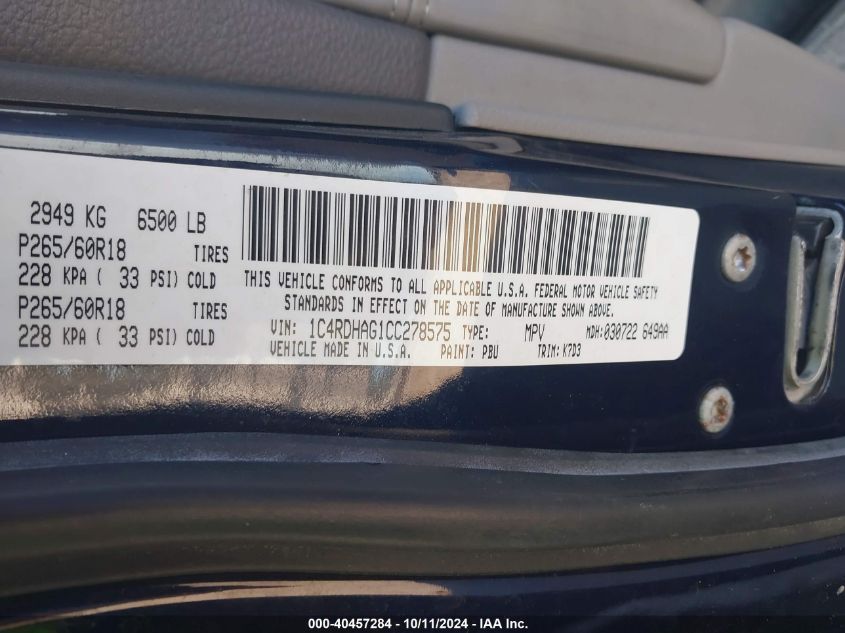 2949 KG 6500 LB
P265/60R18 TIRES
228 KPA ( 33 PSI) COLD
P265/60R18 TIRES
228 KPA ( 33 PSI) COLD
THIS VEHICLE CONFORMS TO ALL APPLICABLE U.S.A. FEDERAL MOTOR VEHICLE SAFETY
STANDARDS IN EFFECT ON THE DATE OF MANUFACTURE SHOWN ABOVE.
VIN: 1C4RDHAG1CC278575 TYPE: MPV MDH: 030722 649AA
VEHICLE MADE IN U.S.A. PAINT: PBU TRIM: K7D3
000-40457284 - 10/11/2024 - IAA Inc.